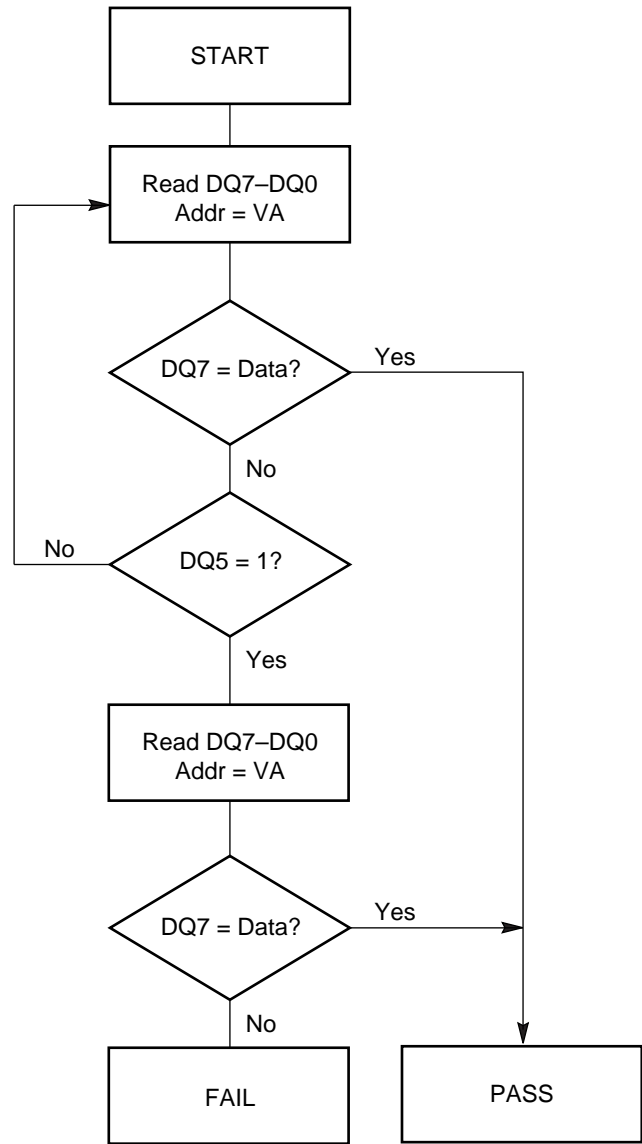 START
Read DQ7–DQ0
Addr = VA
DQ7 = Data?
Yes
No
No
DQ5 = 1?
Yes
Read DQ7–DQ0
Addr = VA
DQ7 = Data?
Yes
No
FAIL
PASS